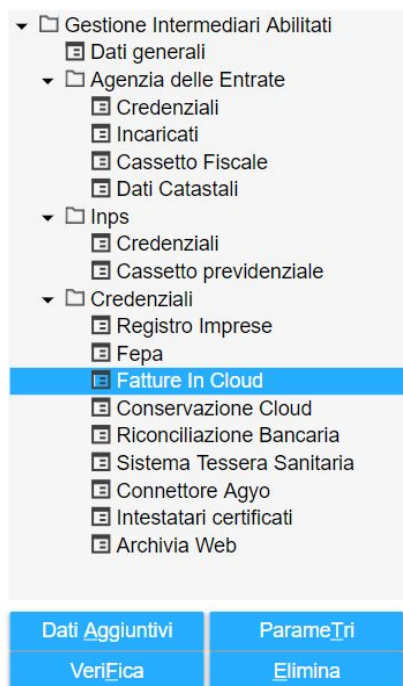 Gestione Intermediari Abilitati
Dati generali
Agenzia delle Entrate
Credenziali
Incaricati
Cassetto Fiscale
Dati Catastali
Inps
Credenziali
Cassetto previdenziale
Credenziali
Registro Imprese
Fepa
Fatture In Cloud
Conservazione Cloud
Riconciliazione Bancaria
Sistema Tessera Sanitaria
Connettore Agyo
Intestatari certificati
Archivia Web
Dati Aggiuntivi ParameTri
VeriFica Elimina